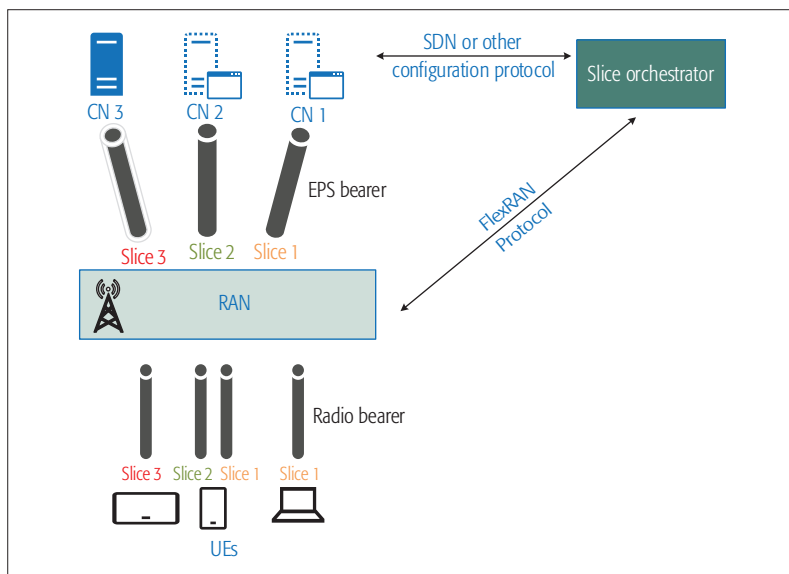 SDN or other
configuration protocol
Slice orchestrator
CN 3
CN 2
CN 1
EPS bearer
FlexRAN
Protocol
Slice 3
Slice 2
Slice 1
RAN
Radio bearer
Slice 3
Slice 2
Slice 1
Slice 1
UEs